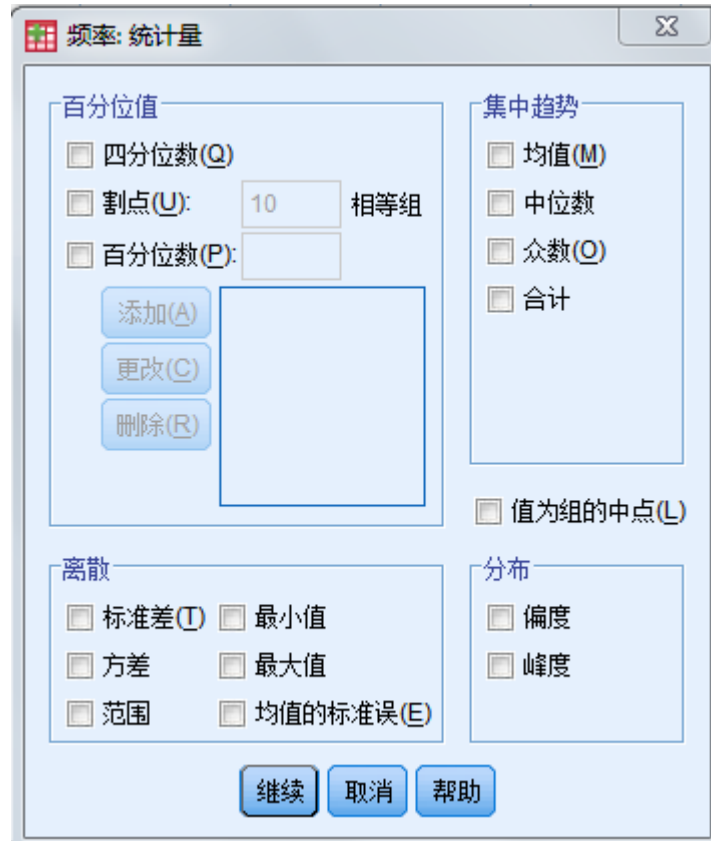 频率: 统计量
百分位值
四分位数(Q)
割点(U): 10 相等组
百分位数(P):
添加(A)
更改(C)
删除(R)
集中趋势
均值(M)
中位数
众数(O)
合计
值为组的中点(L)
离散
标准差(T) 最小值
方差 最大值
范围 均值的标准误(E)
分布
偏度
峰度
继续 取消 帮助